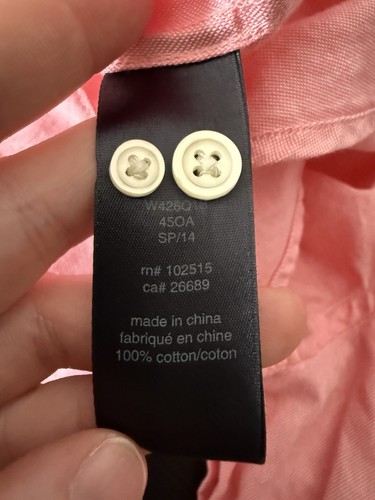 45OA
SP/14
rn# 102515
ca# 26689
made in china
fabriqué en chine
100% cotton/coton